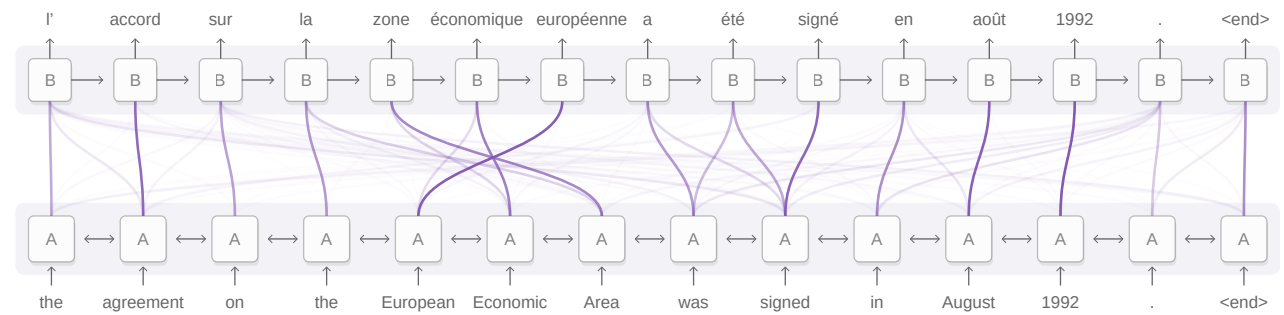 l’ accord sur la zone économique européenne a été signé en août 1992 . <end>
B B B B B B B B B B B B B B B
A A A A A A A A A A A A A A
the agreement on the European Economic Area was signed in August 1992 . <end>